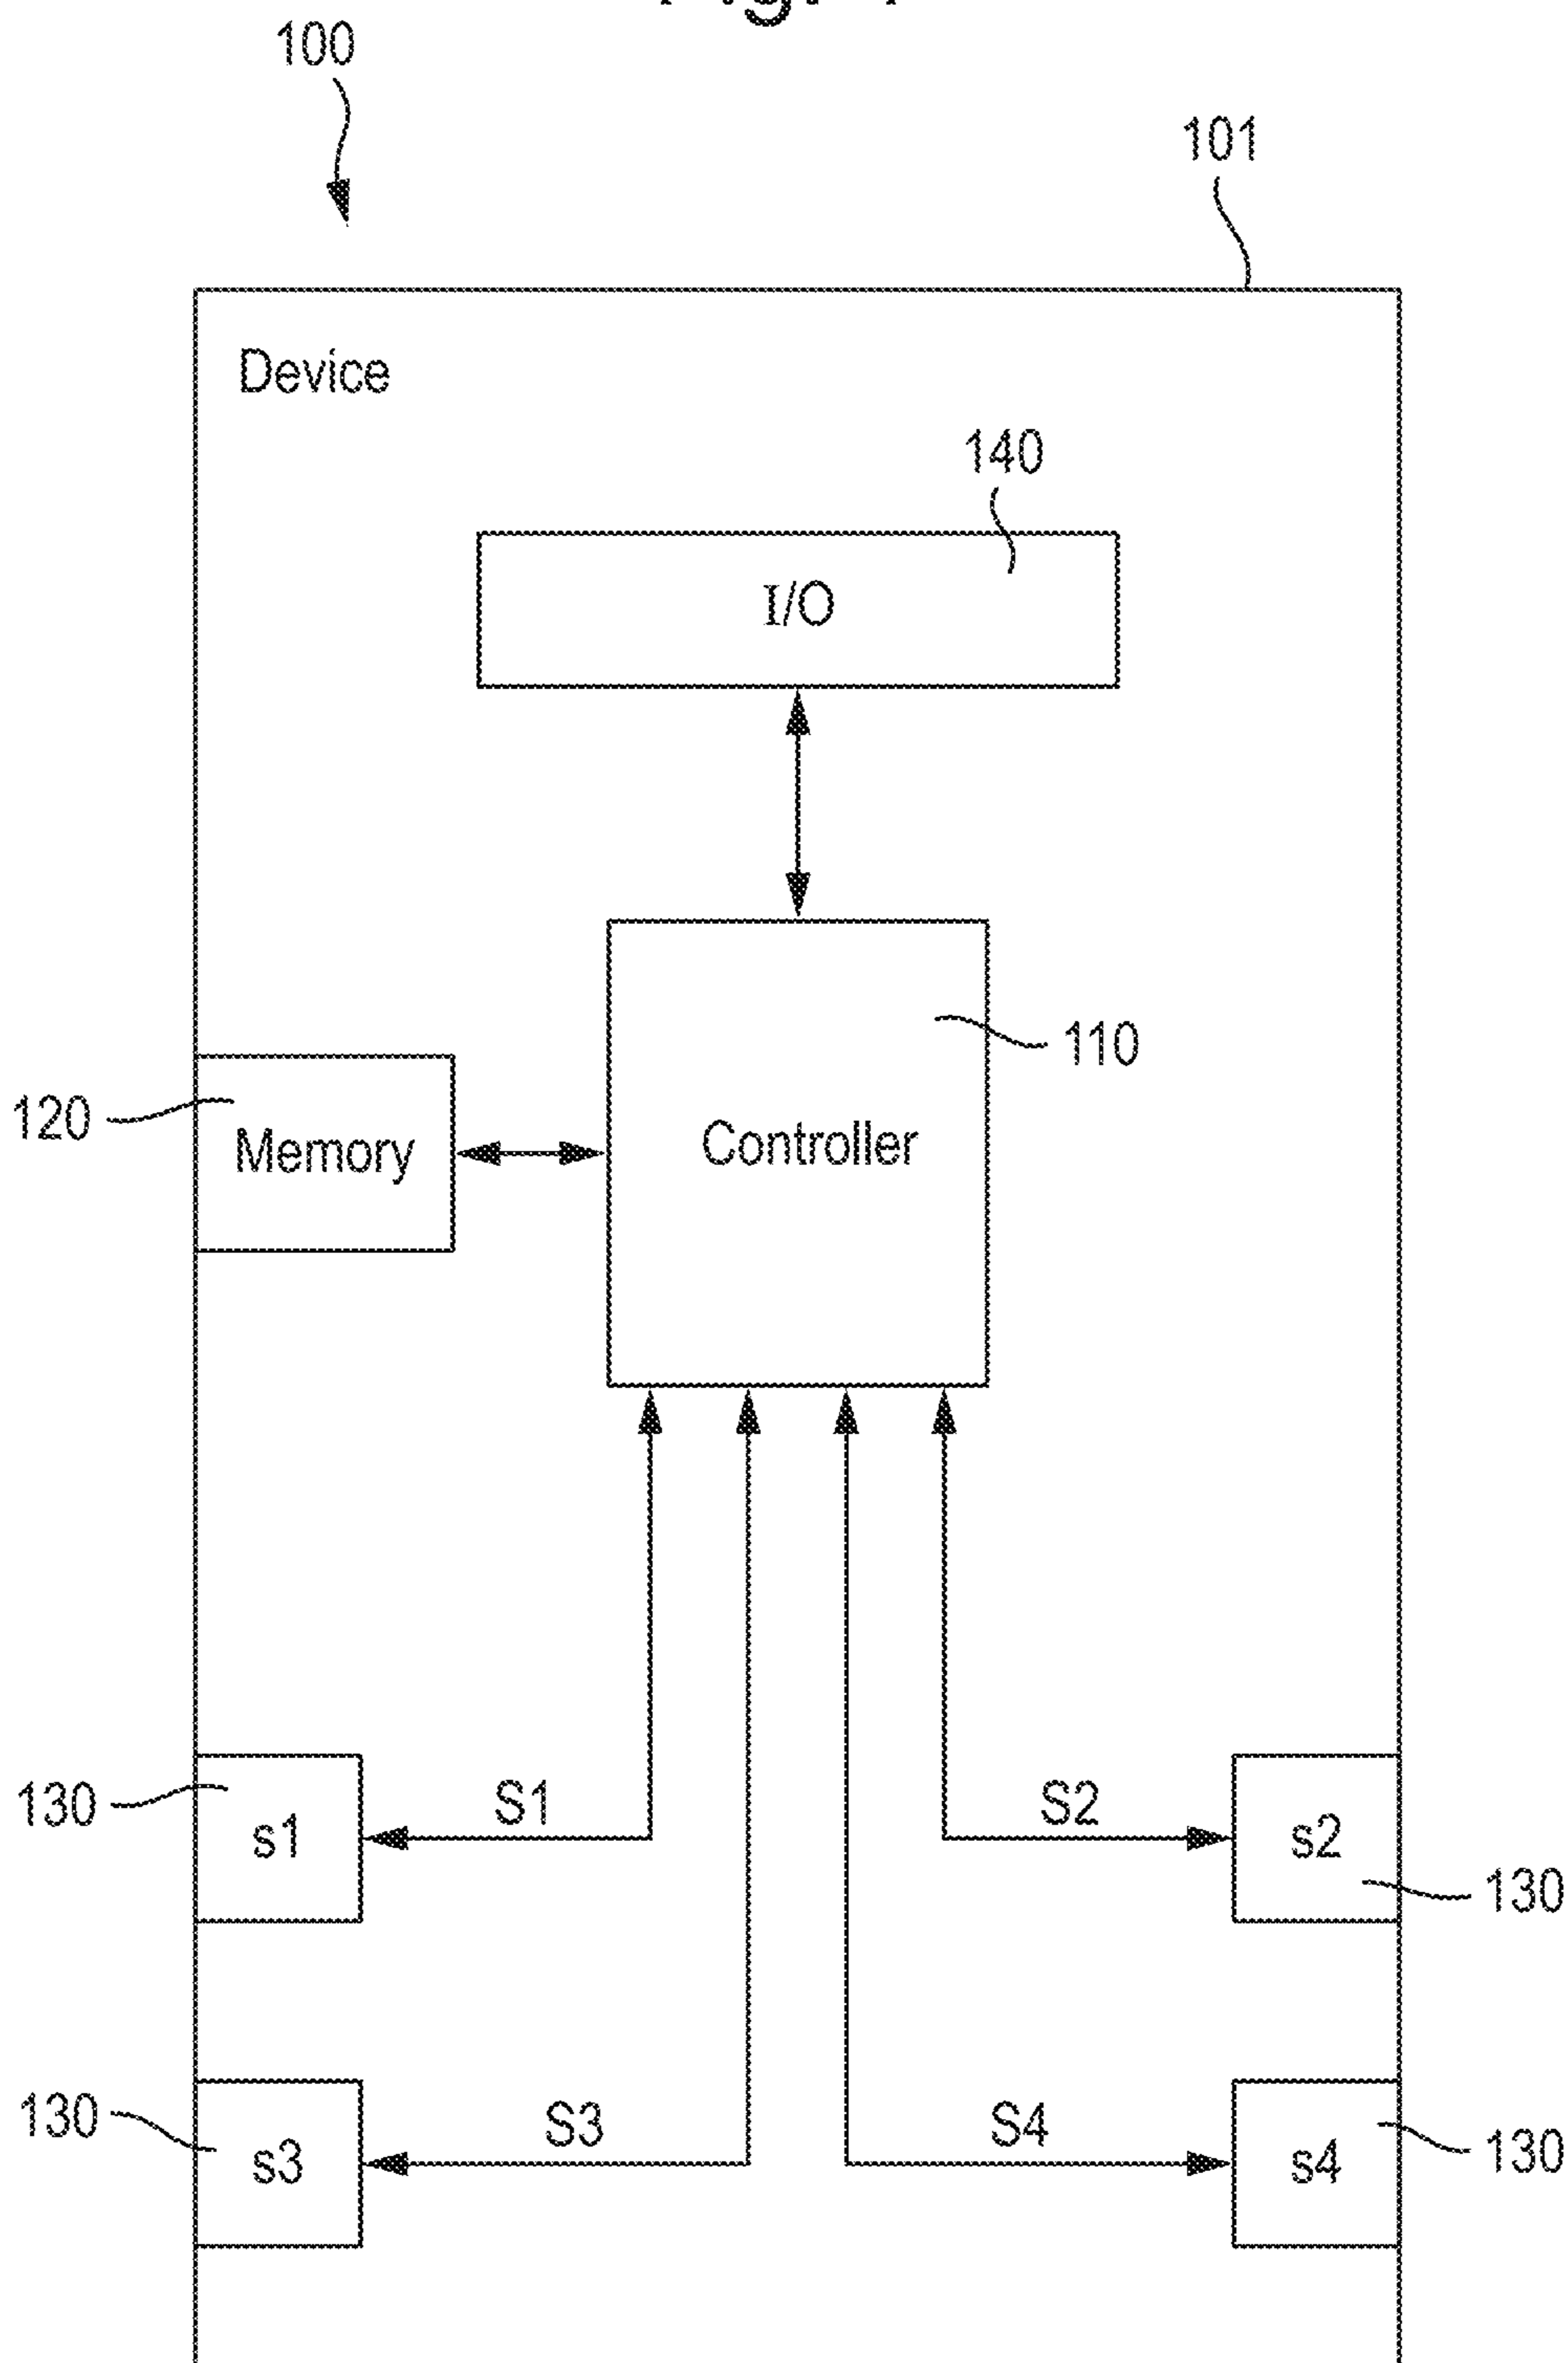 100
101
Device
140
I/O
110
120
Memory
Controller
130
s1
S1
S2
s2
130
130
s3
S3
S4
s4
130